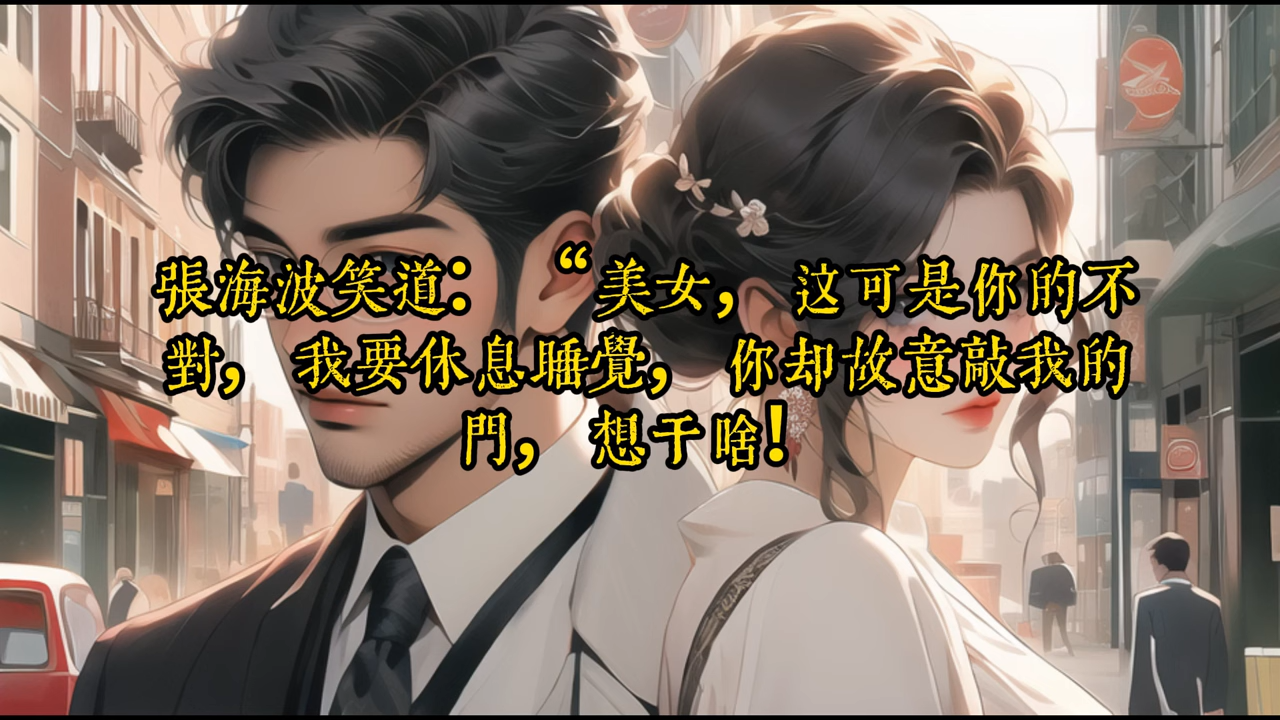 張海波笑道：“美女，这可是你的不
對，我要休息睡覺，你却故意敲我的
門，想于啥！